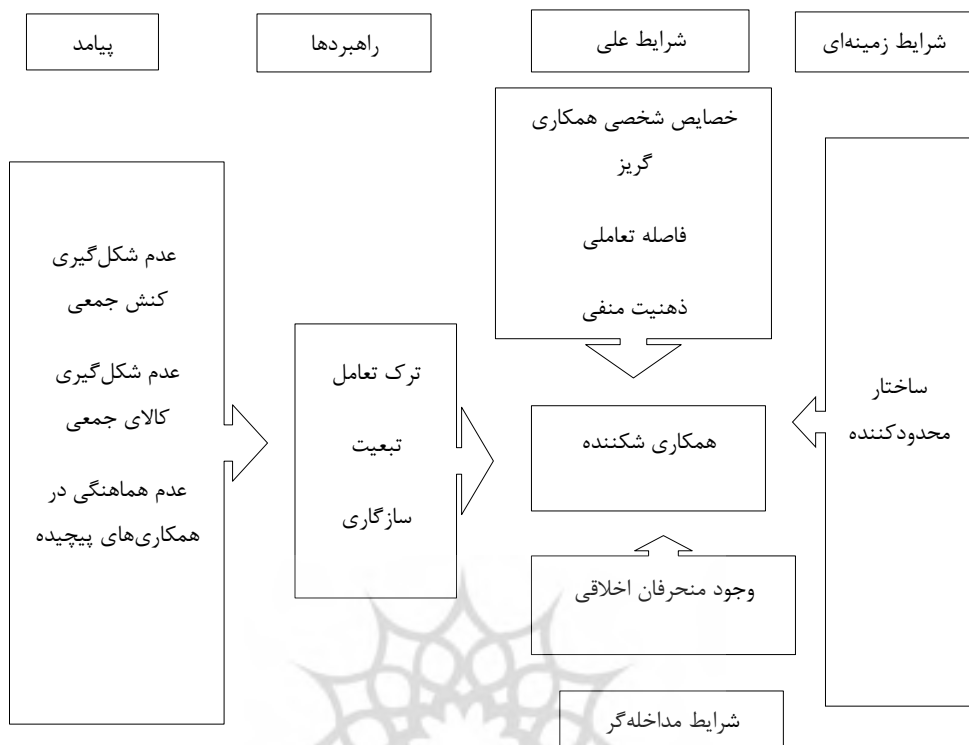 شرایط زمینه‌ای
شرایط علی
راهبردها
پیامد
خصایص شخصی همکاری
گریز
فاصله تعاملی
ذهنیت منفی
ساختار
محدودکننده
همکاری شکننده
وجود منحرفان اخلاقی
شرایط مداخله‌گر
ترک تعامل
تبعیت
سازگاری
عدم شکل‌گیری
کنش جمعی
عدم شکل‌گیری
کالای جمعی
عدم هماهنگی در
همکاری‌های پیچیده